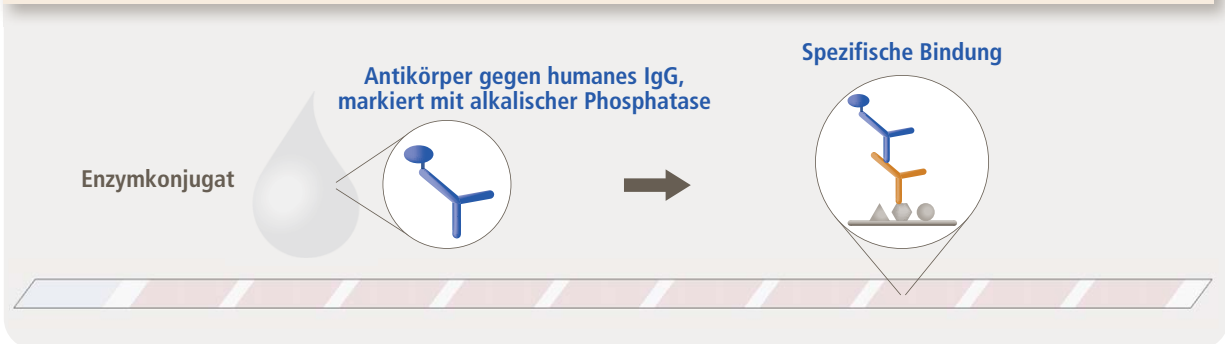 Spezifische Bindung
Antikörper gegen humanes IgG,
markiert mit alkalischer Phosphatase
Enzymkonjugat